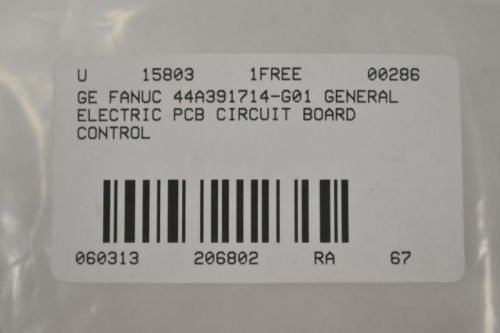 U 15803 1FREE 00286
GE FANUC 44A391714-G01 GENERAL
ELECTRIC PCB CIRCUIT BOARD
CONTROL
060313 206802 RA 67